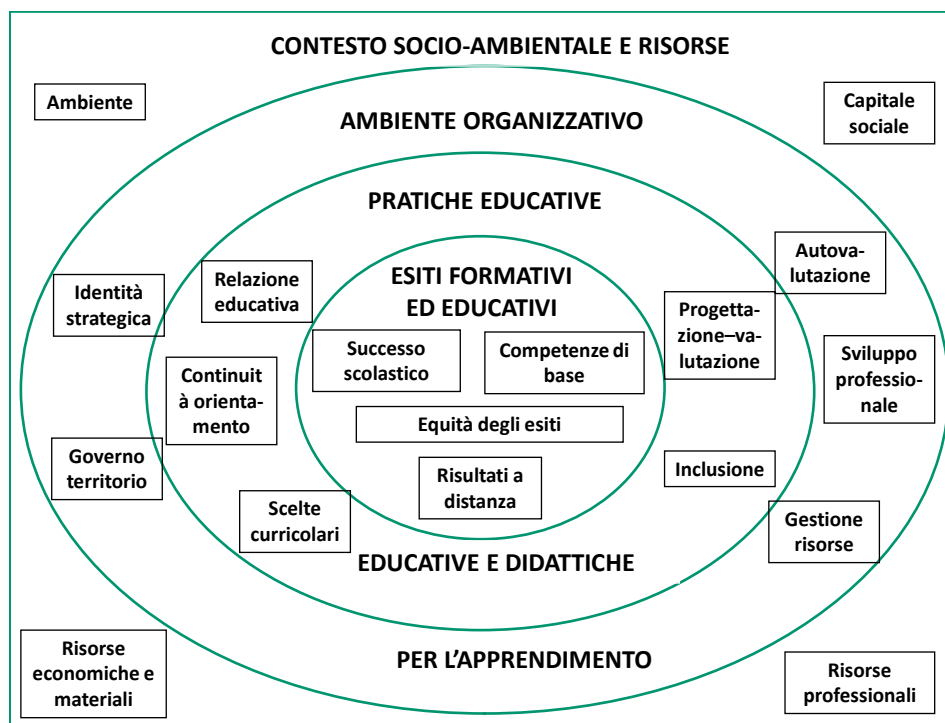 CONTESTO SOCIO-AMBIENTALE E RISORSE
Ambiente
Capitale
sociale
AMBIENTE ORGANIZZATIVO
PRATICHE EDUCATIVE
Autova-
lutazione
Relazione
educativa
ESITI FORMATIVI
ED EDUCATIVI
Identità
strategica
Progetta-
zione–va-
lutazione
Successo
scolastico
Competenze di
base
Sviluppo
professio-
nale
Continuit
à orienta-
mento
Equità degli esiti
Governo
territorio
Risultati a
distanza
Inclusione
Scelte
curricolari
Gestione
risorse
EDUCATIVE E DIDATTICHE
Risorse
economiche e
materiali
PER L'APPRENDIMENTO
Risorse
professionali